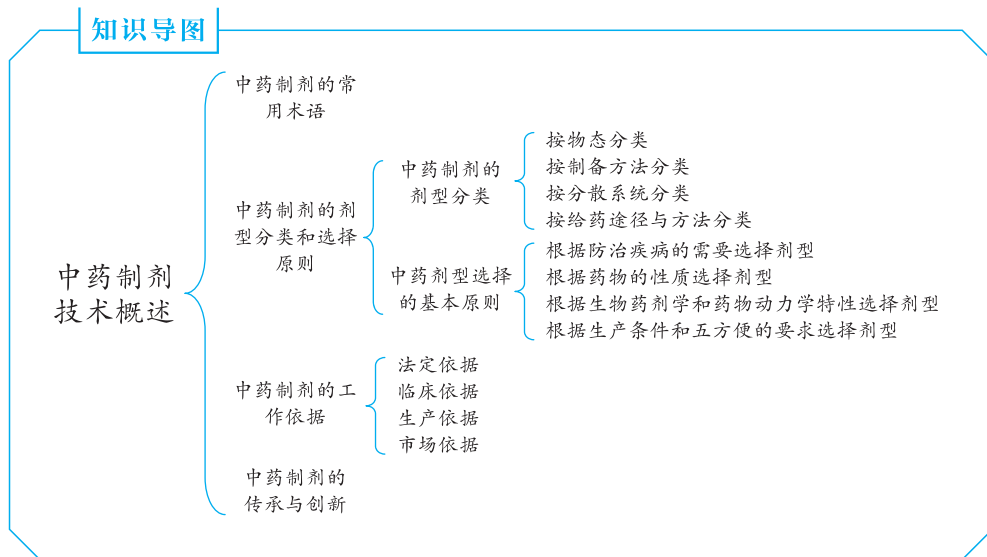 知识导图
中药制剂
技术概述
中药制剂的常
用术语
中药制剂的剂
型分类和选择
原则
中药制剂的
剂型分类
按物态分类
按制备方法分类
按分散系统分类
按给药途径与方法分类
中药剂型选择
的基本原则
根据防治疾病的需要选择剂型
根据药物的性质选择剂型
根据生物药剂学和药物动力学特性选择剂型
根据生产条件和五方便的要求选择剂型
中药制剂的工
作依据
法定依据
临床依据
生产依据
市场依据
中药制剂的
传承与创新